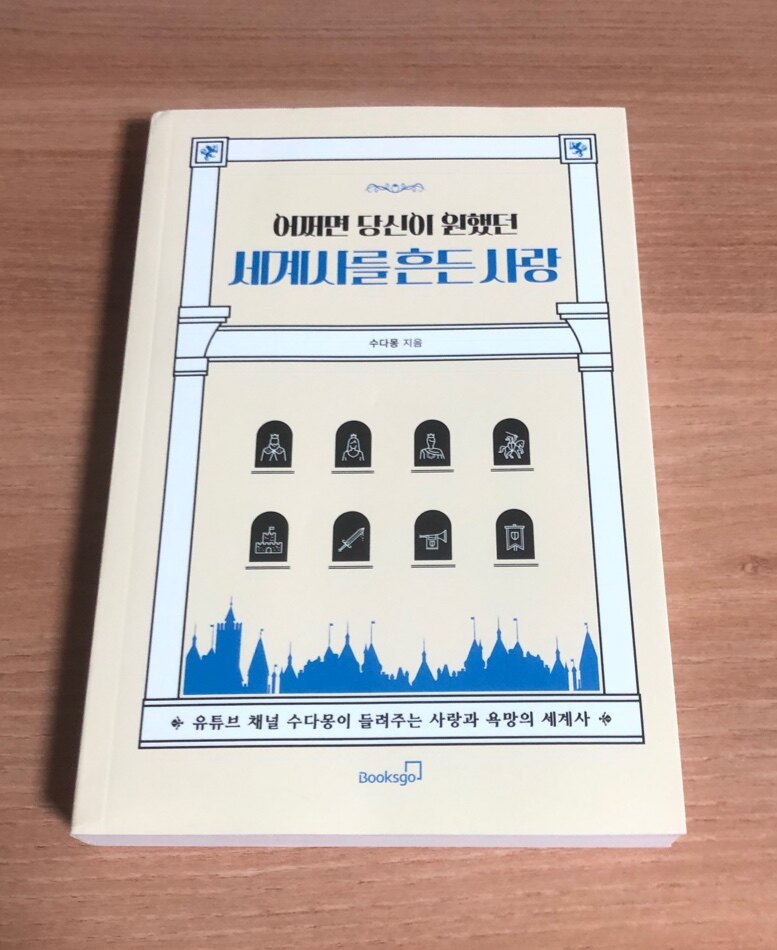 어쩌면 당신이 원했던
세계사를 흔든 사랑
수다몽 지음
유튜브 채널 수다몽이 들려주는 사랑과 욕망의 세계사
Booksgo